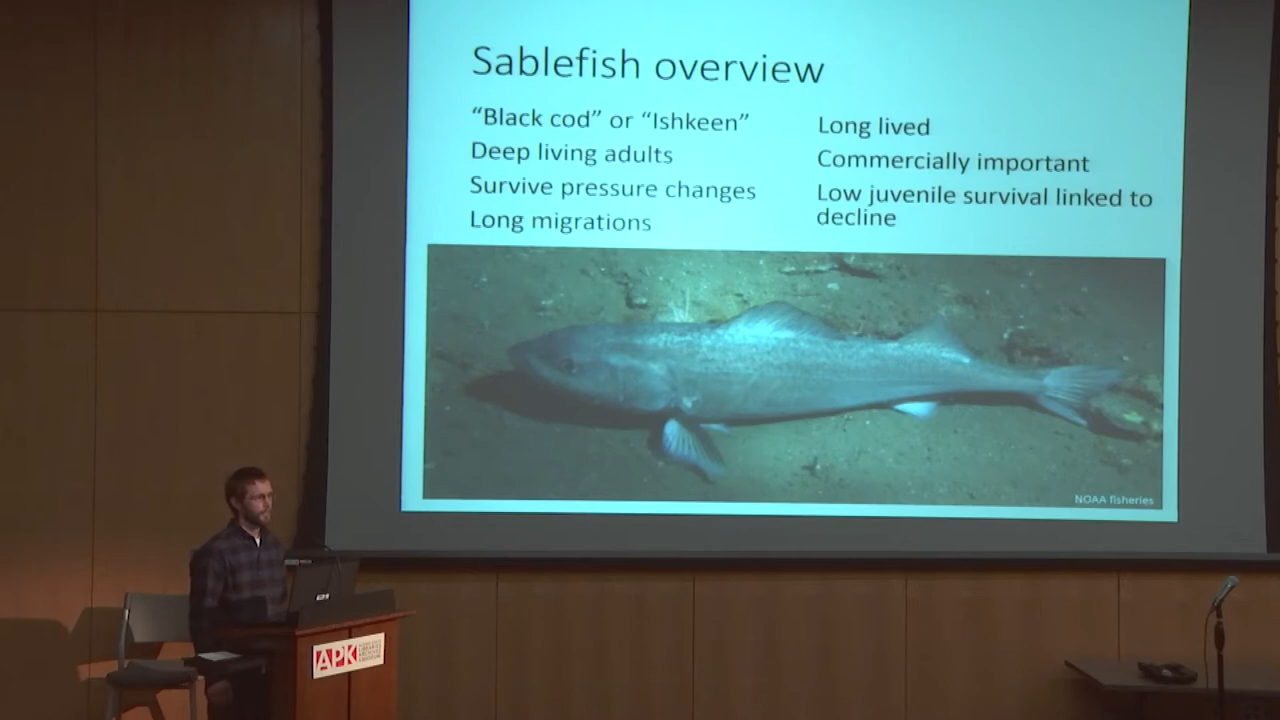 Sablefish overview
“Black cod” or “Ishkeen”
Deep living adults
Survive pressure changes
Long migrations
Long lived
Commercially important
Low juvenile survival linked to
decline
NOAA fisheries
APK